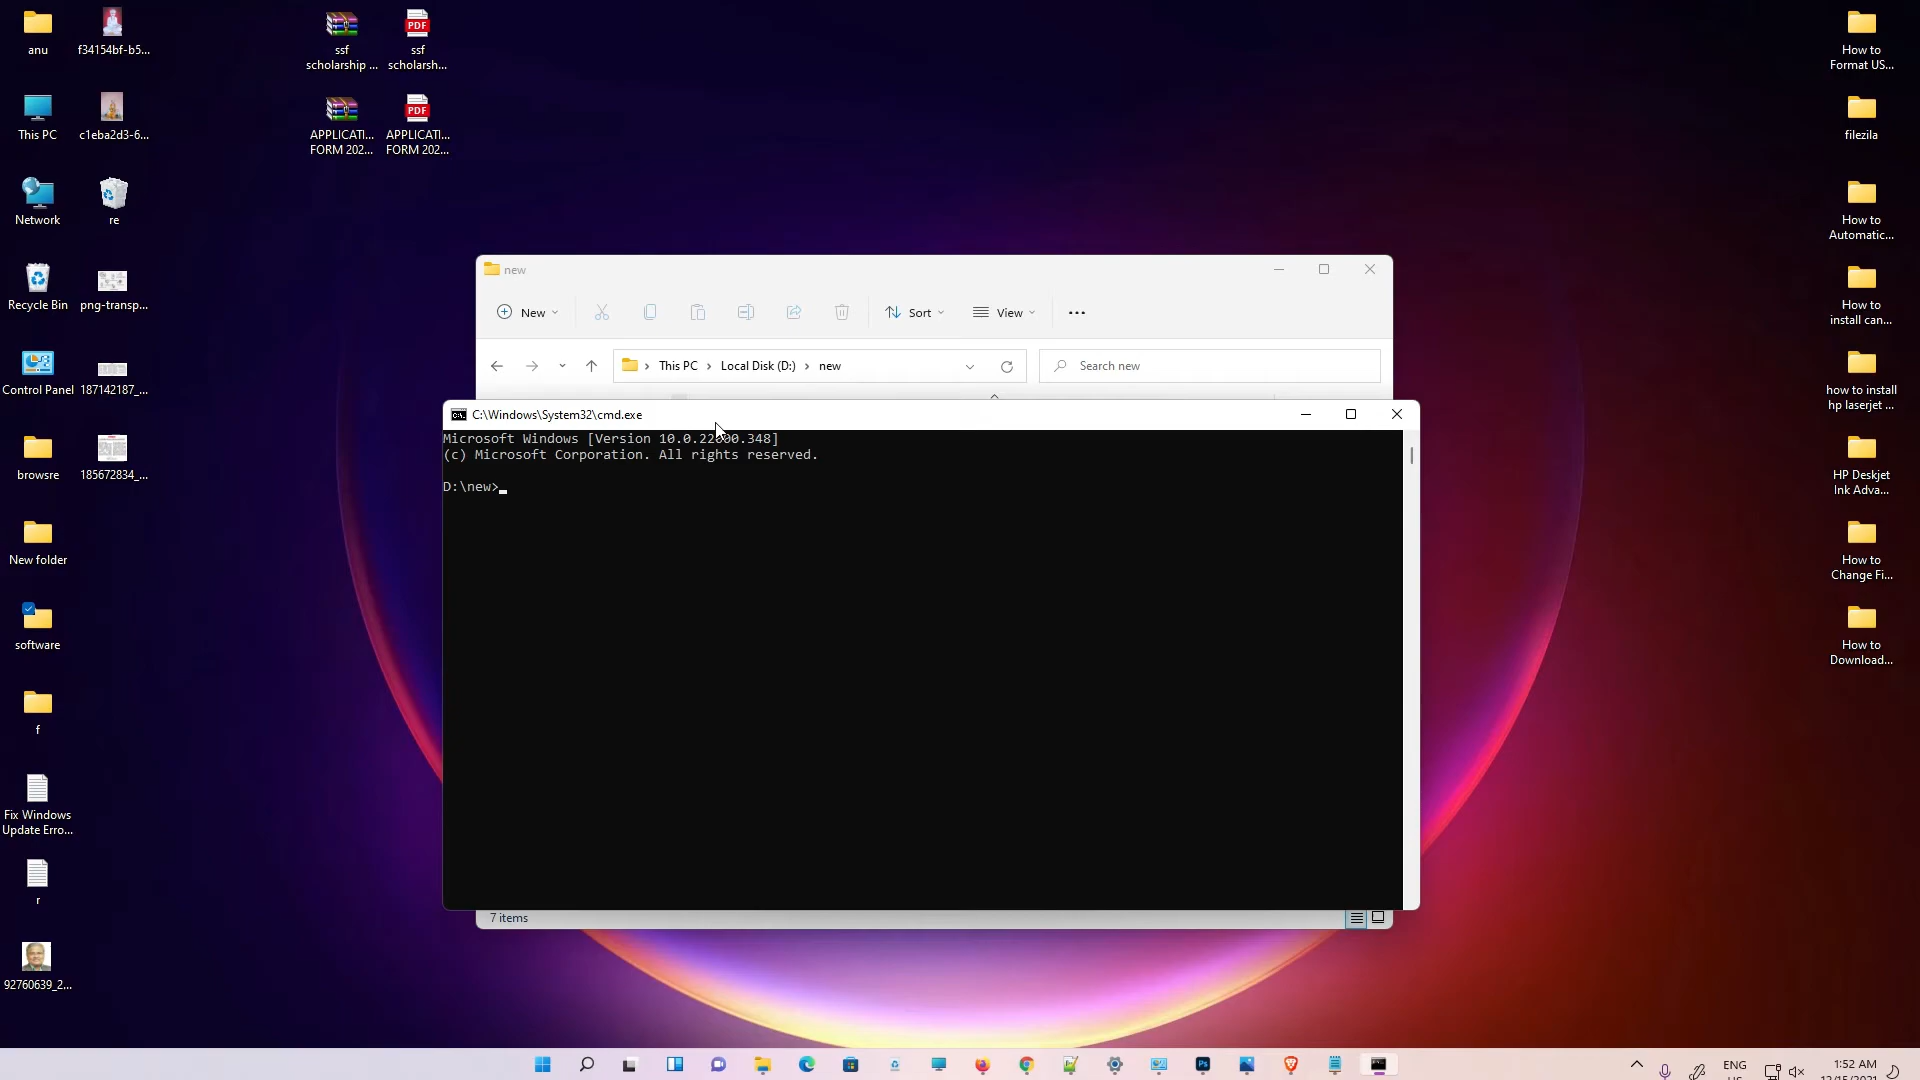 anu
f34154bf-b5...
ssf
scholarship ...
ssf
scholarsh...
How to
Format US...
This PC
c1eba2d3-6...
APPLICATI...
FORM 202...
APPLICATI...
FORM 202...
filezila
Network
re
How to
Automatic...
Recycle Bin
png-transp...
How to
install can...
Control Panel
187142187_...
how to install
hp laserjet ...
browsre
185672834_...
HP Deskjet
Ink Adva...
New folder
How to
Change Fi...
software
How to
Download...
f
Fix Windows
Update Erro...
r
92760639_2...
new
New
Sort
View
This PC
Local Disk (D:)
new
Search new
C:\Windows\System32\cmd.exe
Microsoft Windows [Version 10.0.22000.348]
(c) Microsoft Corporation. All rights reserved.
D:\new>
7 items
ENG
1:52 AM